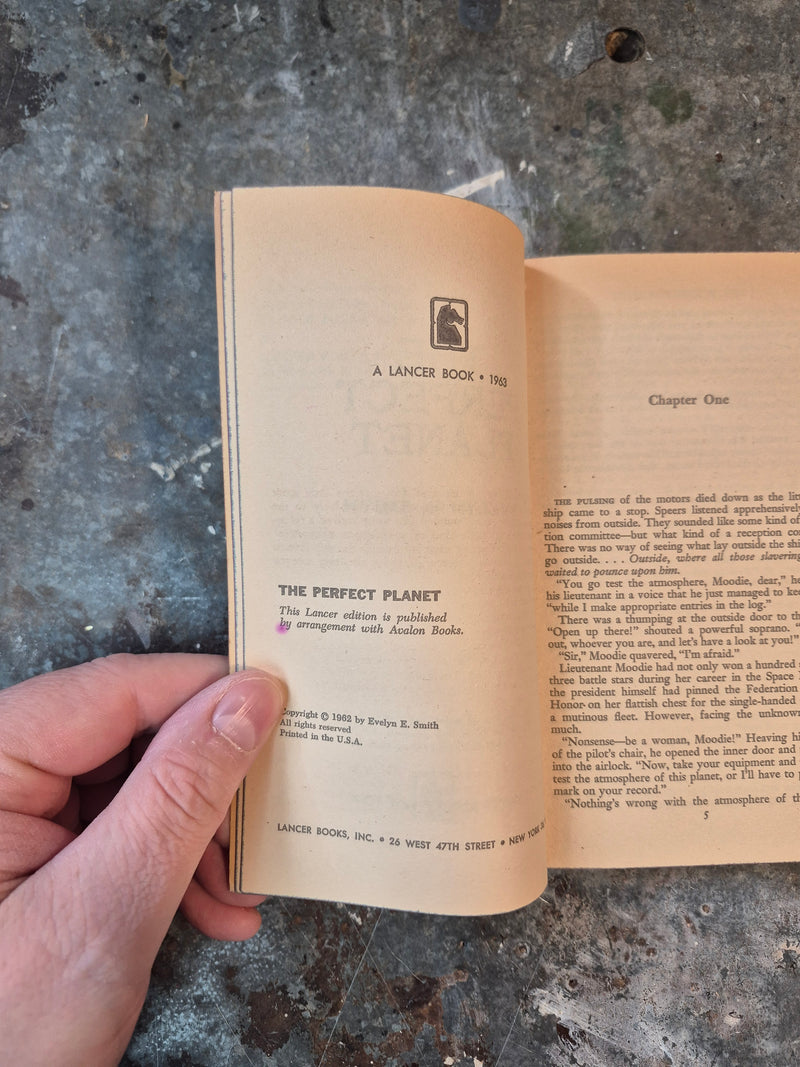 A LANCER BOOK • 1963
THE PERFECT PLANET
This Lancer edition is published
by arrangement with Avalon Books.
Copyright © 1962 by Evelyn E. Smith
All rights reserved
Printed in the U.S.A.
LANCER BOOKS, INC. • 26 WEST 47TH STREET • NEW YORK
Chapter One
THE PULSING of the motors died down as the
ship came to a stop. Speers listened apprehensively
noises from outside. They sounded like some kind of
tion committee—but what kind of a reception
There was no way of seeing what lay outside the
go outside. . . . Outside, where all those slavering
waited to pounce upon him.
"You go test the atmosphere, Moodie, dear,"
his lieutenant in a voice that he just managed to
"while I make appropriate entries in the log."
There was a thumping at the outside door to
"Open up there!" shouted a powerful soprano.
out, whoever you are, and let's have a look at you!"
"Sir," Moodie quavered, "I'm afraid."
Lieutenant Moodie had not only won a hundred
three battle stars during her career in the Space
the president himself had pinned the Federation
Honor on her flattish chest for the single-handed
a mutinous fleet. However, facing the unknown
much.
"Nonsense—be a woman, Moodie!" Heaving
of the pilot's chair, he opened the inner door and
into the airlock. "Now, take your equipment and
test the atmosphere of this planet, or I'll have to
mark on your record."
"Nothing's wrong with the atmosphere of
5